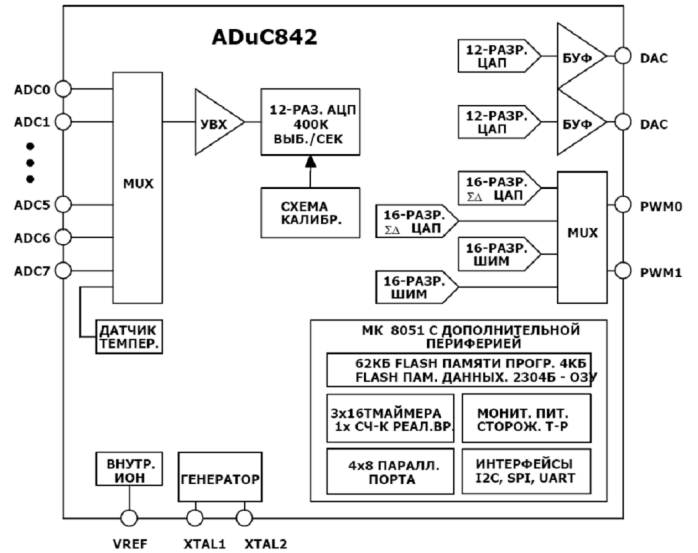 ADuC842
12-РАЗР.
ЦАП
БУФ
DAC
12-РАЗР.
ЦАП
БУФ
DAC
ADC0
ADC1
ADC5
ADC6
ADC7
MUX
УВХ
12-РАЗ. АЦП
400К
ВЫБ./СЕК
СХЕМА
КАЛИБР.
16-РАЗР.
ΣΔ ЦАП
16-РАЗР.
ΣΔ ЦАП
16-РАЗР.
ШИМ
16-РАЗР.
ШИМ
MUX
PWM0
PWM1
ДАТЧИК
ТЕМПЕР.
МК 8051 С ДОПОЛНИТЕЛЬНОЙ
ПЕРИФЕРИЕЙ
62КБ FLASH ПАМЯТИ ПРОГР. 4КБ
FLASH ПАМ. ДАННЫХ. 2304Б - ОЗУ
3х16ТМАЙМЕРА
1х СЧ-К РЕАЛ.ВР.
МОНИТ. ПИТ.
СТОРОЖ. Т-Р
4х8 ПАРАЛЛ.
ПОРТА
ИНТЕРФЕЙСЫ
I2C, SPI, UART
ВНУТР.
ИОН
ГЕНЕРАТОР
VREF
XTAL1
XTAL2